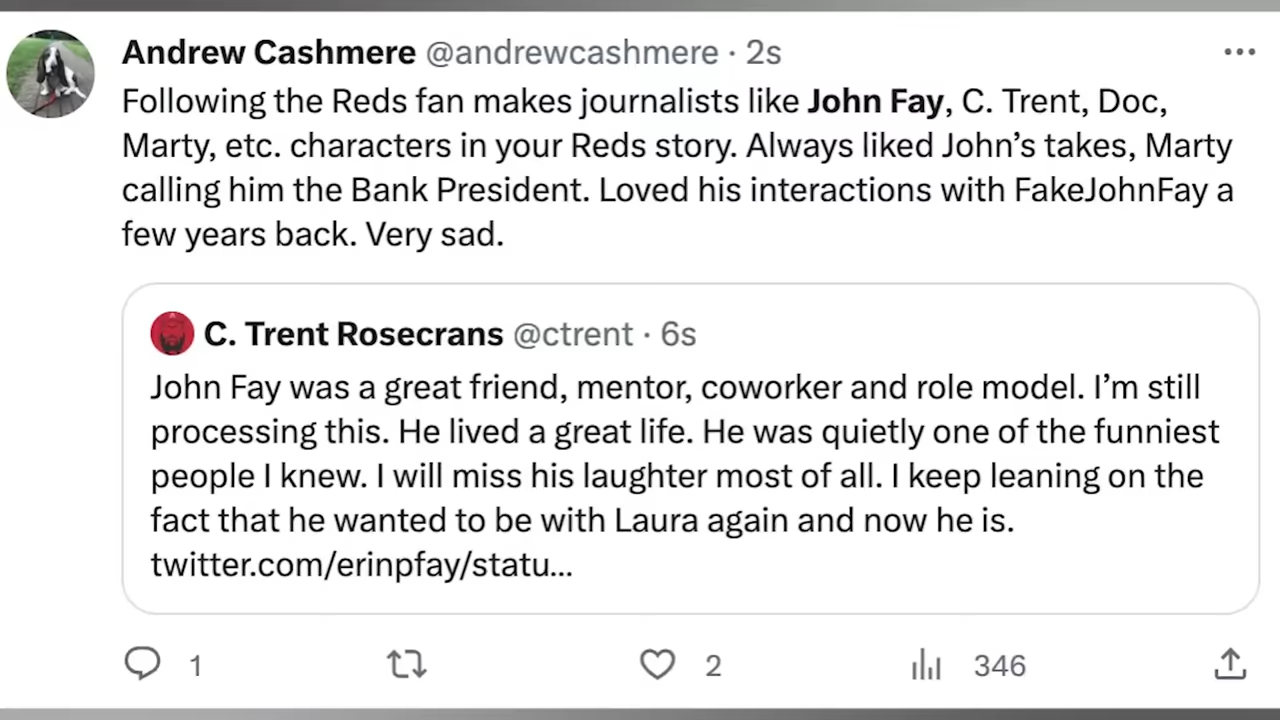 Andrew Cashmere @andrewcashmere · 2s
Following the Reds fan makes journalists like John Fay, C. Trent, Doc,
Marty, etc. characters in your Reds story. Always liked John’s takes, Marty
calling him the Bank President. Loved his interactions with FakeJohnFay a
few years back. Very sad.
C. Trent Rosecrans @ctrent · 6s
John Fay was a great friend, mentor, coworker and role model. I’m still
processing this. He lived a great life. He was quietly one of the funniest
people I knew. I will miss his laughter most of all. I keep leaning on the
fact that he wanted to be with Laura again and now he is.
twitter.com/erinpfay/statu...
1 2 346